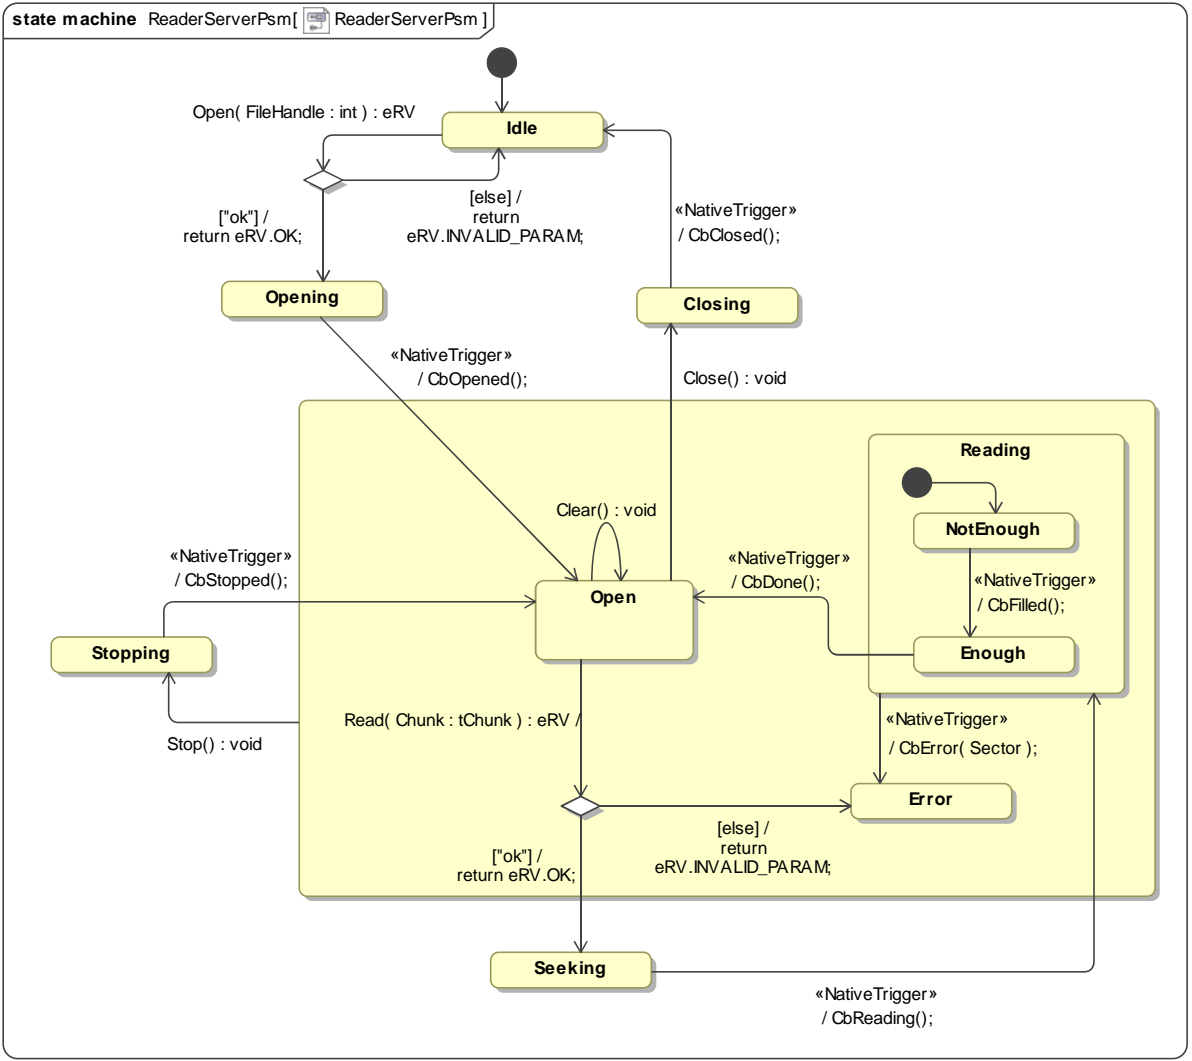 state machine ReaderServerPsm[ ReaderServerPsm ]
Open( FileHandle : int ) : eRV
Idle
["ok"] /
return eRV.OK;
[else] /
return
eRV.INVALID_PARAM;
«NativeTrigger»
/ CbClosed();
Opening
Closing
«NativeTrigger»
/ CbOpened();
Close() : void
Reading
Clear() : void
NotEnough
«NativeTrigger»
/ CbStopped();
«NativeTrigger»
/ CbDone();
«NativeTrigger»
/ CbFilled();
Open
Stopping
Enough
Stop() : void
Read( Chunk : tChunk ) : eRV /
«NativeTrigger»
/ CbError( Sector );
Error
["ok"] /
return eRV.OK;
[else] /
return
eRV.INVALID_PARAM;
Seeking
«NativeTrigger»
/ CbReading();